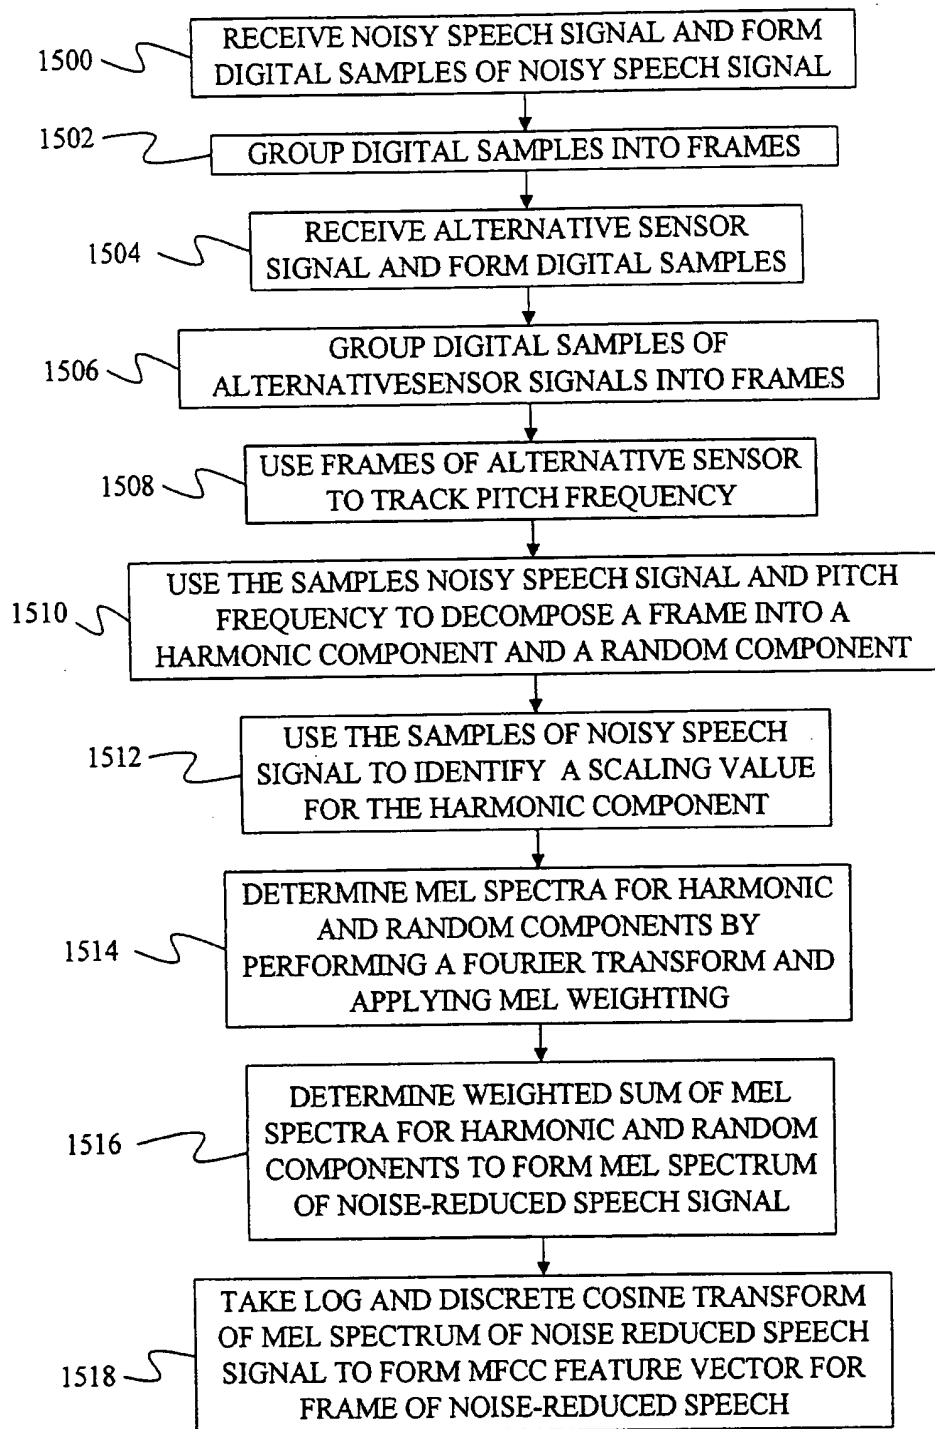 1500
RECEIVE NOISY SPEECH SIGNAL AND FORM
DIGITAL SAMPLES OF NOISY SPEECH SIGNAL
1502
GROUP DIGITAL SAMPLES INTO FRAMES
1504
RECEIVE ALTERNATIVE SENSOR
SIGNAL AND FORM DIGITAL SAMPLES
1506
GROUP DIGITAL SAMPLES OF
ALTERNATIVESENSOR SIGNALS INTO FRAMES
1508
USE FRAMES OF ALTERNATIVE SENSOR
TO TRACK PITCH FREQUENCY
1510
USE THE SAMPLES NOISY SPEECH SIGNAL AND PITCH
FREQUENCY TO DECOMPOSE A FRAME INTO A
HARMONIC COMPONENT AND A RANDOM COMPONENT
1512
USE THE SAMPLES OF NOISY SPEECH
SIGNAL TO IDENTIFY A SCALING VALUE
FOR THE HARMONIC COMPONENT
1514
DETERMINE MEL SPECTRA FOR HARMONIC
AND RANDOM COMPONENTS BY
PERFORMING A FOURIER TRANSFORM AND
APPLYING MEL WEIGHTING
1516
DETERMINE WEIGHTED SUM OF MEL
SPECTRA FOR HARMONIC AND RANDOM
COMPONENTS TO FORM MEL SPECTRUM
OF NOISE-REDUCED SPEECH SIGNAL
1518
TAKE LOG AND DISCRETE COSINE TRANSFORM
OF MEL SPECTRUM OF NOISE REDUCED SPEECH
SIGNAL TO FORM MFCC FEATURE VECTOR FOR
FRAME OF NOISE-REDUCED SPEECH